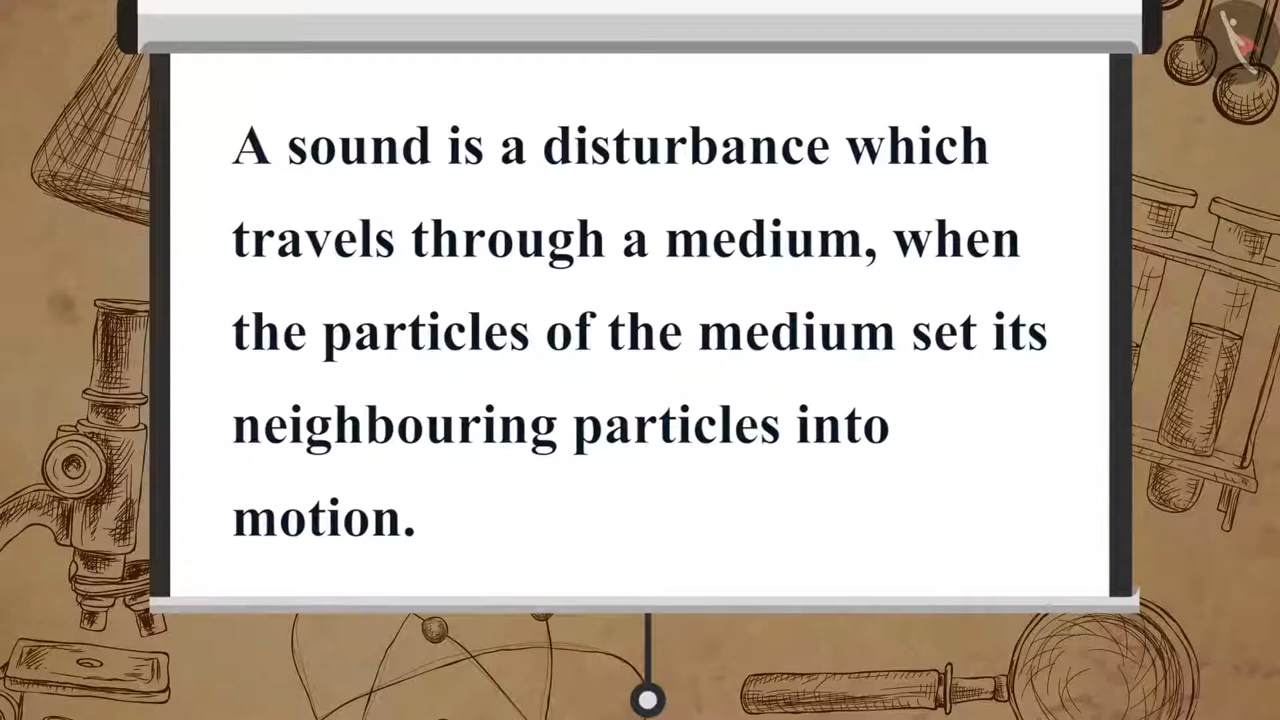 A sound is a disturbance which
travels through a medium, when
the particles of the medium set its
neighbouring particles into
motion.